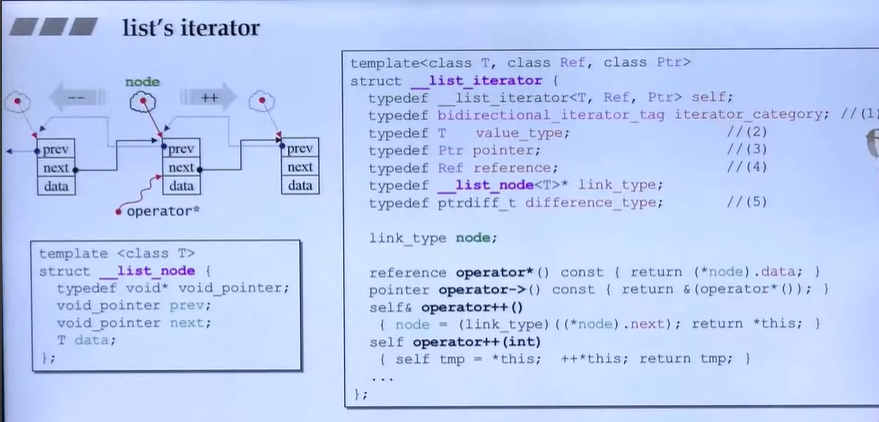 list's iterator
node
--
++
prev
next
data
prev
next
data
prev
next
data
operator*
template <class T>
struct __list_node {
typedef void* void_pointer;
void_pointer prev;
void_pointer next;
T data;
};
template<class T, class Ref, class Ptr>
struct __list_iterator {
typedef __list_iterator<T, Ref, Ptr> self;
typedef bidirectional_iterator_tag iterator_category; //(1)
typedef T value_type; //(2)
typedef Ptr pointer; //(3)
typedef Ref reference; //(4)
typedef __list_node<T>* link_type;
typedef ptrdiff_t difference_type; //(5)
link_type node;
reference operator*() const { return (*node).data; }
pointer operator->() const { return &(operator*()); }
self& operator++()
{ node = (link_type)((*node).next); return *this; }
self operator++(int)
{ self tmp = *this; ++*this; return tmp; }
...
};